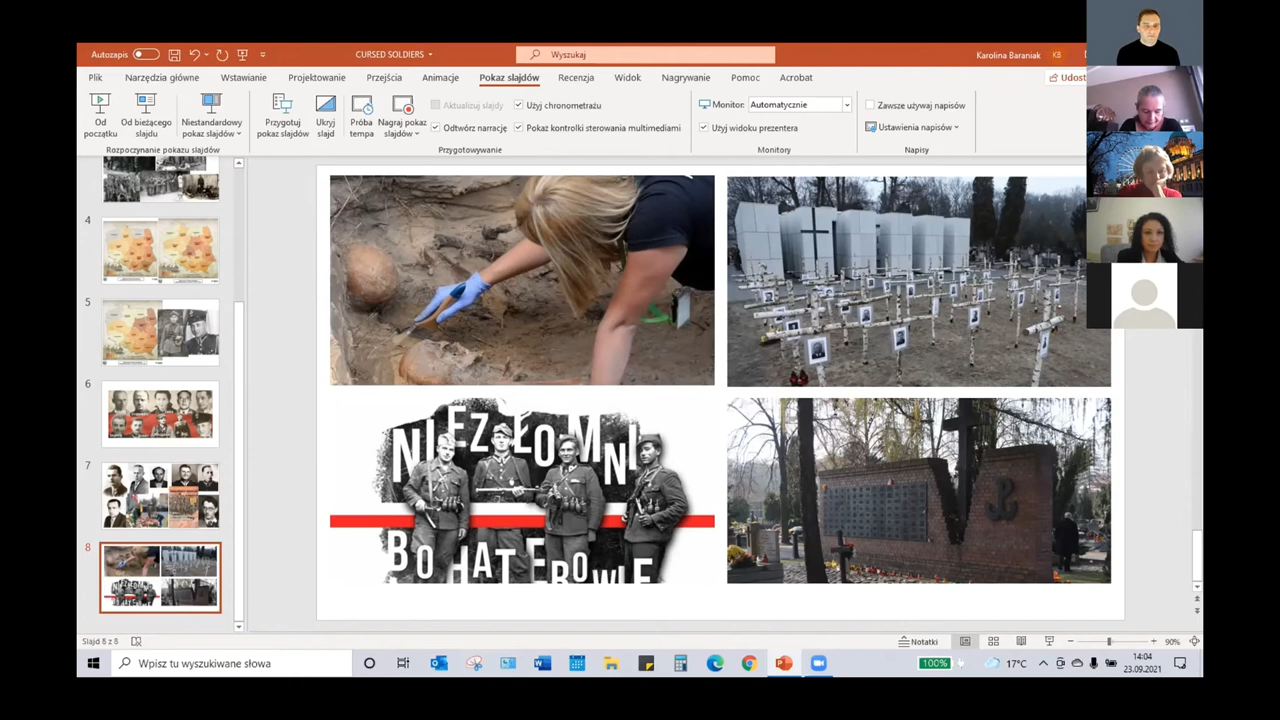 Autozapis
CURSED SOLDIERS
Wyszukaj
Karolina Baraniak
KB
Plik
Narzędzia główne
Wstawianie
Projektowanie
Przejścia
Animacje
Pokaz slajdów
Recenzja
Widok
Nagrywanie
Pomoc
Acrobat
Udost
Od początku
Od bieżącego slajdu
Niestandardowy pokaz slajdów
Przygotuj pokaz slajdów
Ukryj slajd
Próba tempa
Nagraj pokaz slajdów
Aktualizuj slajdy
Odtwórz narrację
Użyj chronometrażu
Pokaż kontrolki sterowania multimediami
Monitor:
Automatycznie
Użyj widoku prezentera
Zawsze używaj napisów
Ustawienia napisów
Rozpoczynanie pokazu slajdów
Przygotowywanie
Monitory
Napisy
4
5
6
7
8
NIEZŁOMNI
BOHATEROWIE
Slajd 8 z 8
Notatki
90%
Wpisz tu wyszukiwane słowa
100%
17°C
14:04
23.09.2021